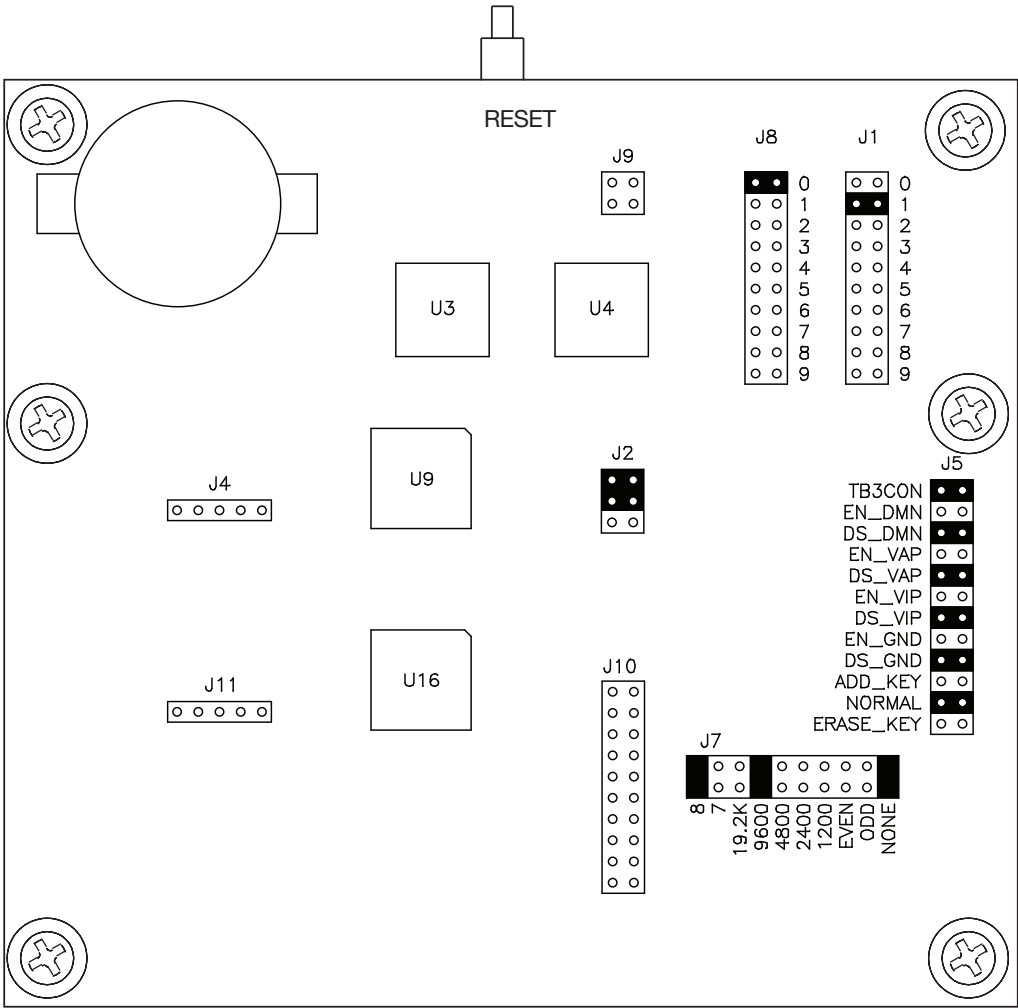 RESET
J8
J1
J9
0
1
2
3
4
5
6
7
8
9
0
1
2
3
4
5
6
7
8
9
U3
U4
J2
J5
U9
J4
TB3CON
EN_DMN
DS_DMN
EN_VAP
DS_VAP
EN_VIP
DS_VIP
EN_GND
DS_GND
ADD_KEY
NORMAL
ERASE_KEY
J11
U16
J10
J7
8
7
19.2K
9600
4800
2400
1200
EVEN
ODD
NONE